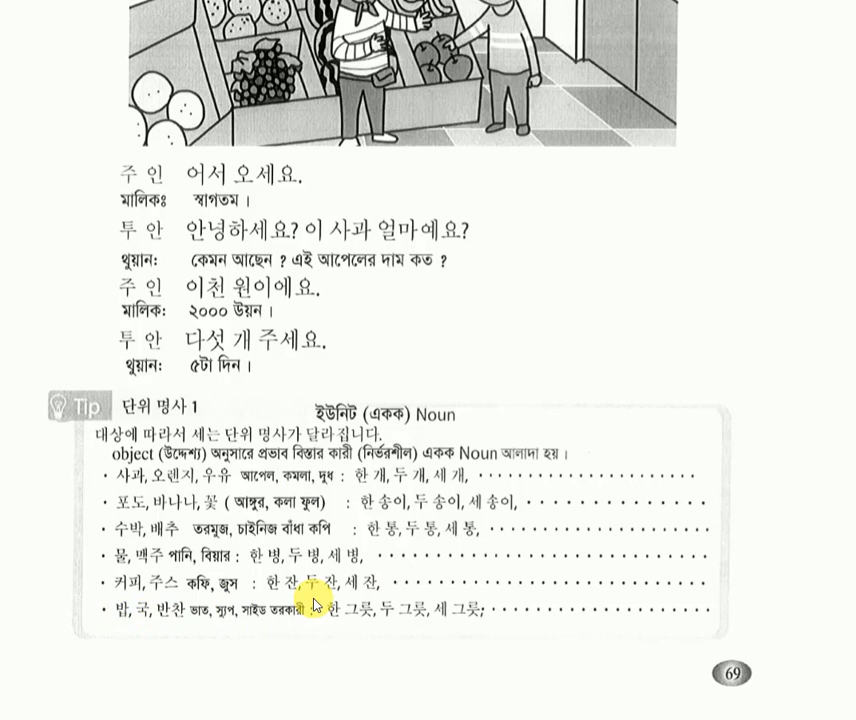 주 인 어서 오세요.
মালিকঃ স্বাগতম ।
투 안 안녕하세요? 이 사과 얼마예요?
থুয়ান: কেমন আছেন ? এই আপেলের দাম কত ?
주 인 이천 원이에요.
মালিক: ২০০০ উয়ন ।
투 안 다섯 개 주세요.
থুয়ান: ৫টা দিন ।
Tip 단위 명사 1
ইউনিট (একক) Noun
대상에 따라서 세는 단위 명사가 달라집니다.
object (উদ্দেশ্য) অনুসারে প্রভাব বিস্তার কারী (নির্ভরশীল) একক Noun আলাদা হয় ।
· 사과, 오렌지, 우유 আপেল, কমলা, দুধ : 한 개, 두 개, 세 개, ························
· 포도, 바나나, 꽃 ( আঙ্গুর, কলা ফুল) : 한 송이, 두 송이, 세 송이, ···············
· 수박, 배추 তরমুজ, চাইনিজ বাঁধা কপি : 한 통, 두 통, 세 통, ························
· 물, 맥주 পানি, বিয়ার : 한 병, 두 병, 세 병, ·························
· 커피, 주스 কফি, জুস : 한 잔, 두 잔, 세 잔, ························
· 밥, 국, 반찬 ভাত, স্যুপ, সাইড তরকারী : 한 그릇, 두 그릇, 세 그릇; ························
69